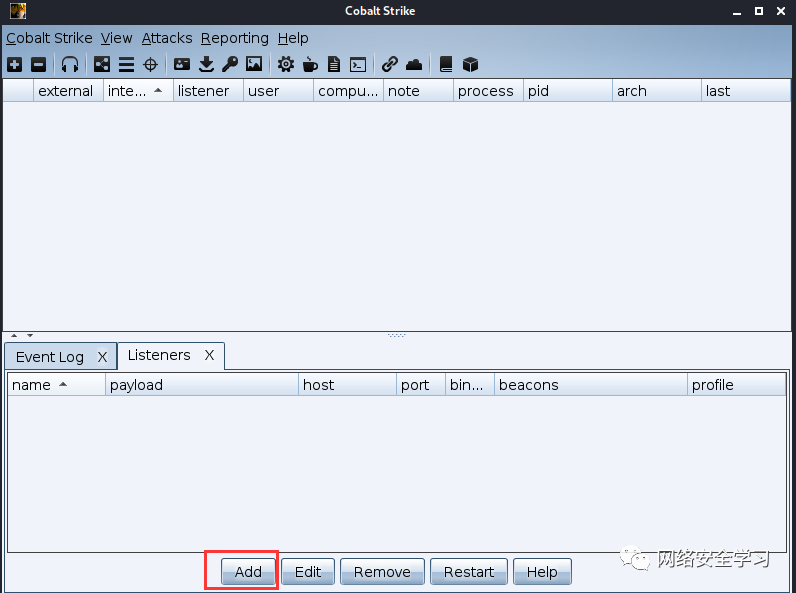 Cobalt Strike
Cobalt Strike View Attacks Reporting Help
external inte... listener user compu... note process pid arch last
Event Log X Listeners X
name payload host port bin... beacons profile
Add Edit Remove Restart Help
网络安全学习